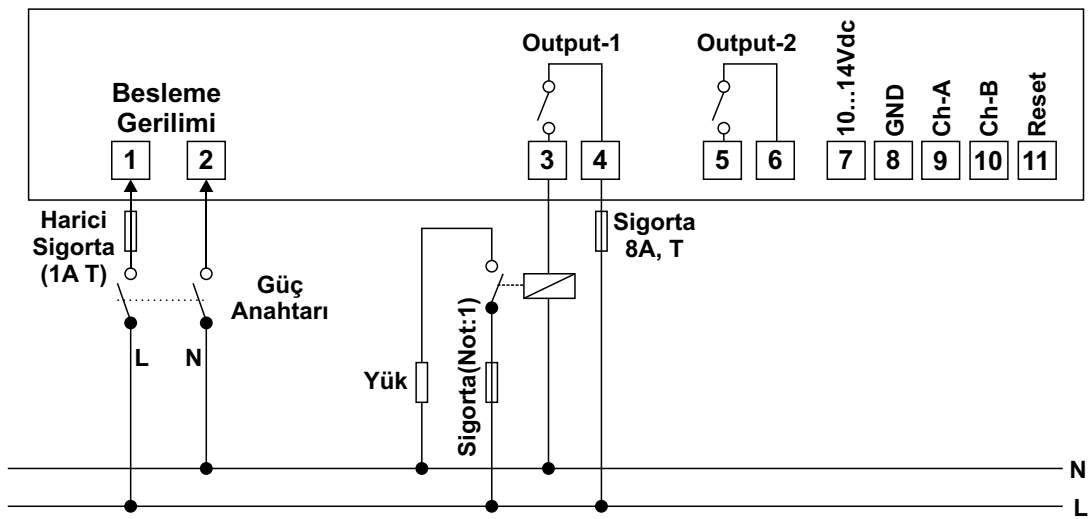 Output-1
Output-2
10...14Vdc
GND
Ch-A
Ch-B
Reset
Besleme
Gerilimi
1
2
3
4
5
6
7
8
9
10
11
Harici
Sigorta
(1A T)
Güç
Anahtarı
Sigorta
8A, T
L
N
Yük
Sigorta(Not:1)
N
L